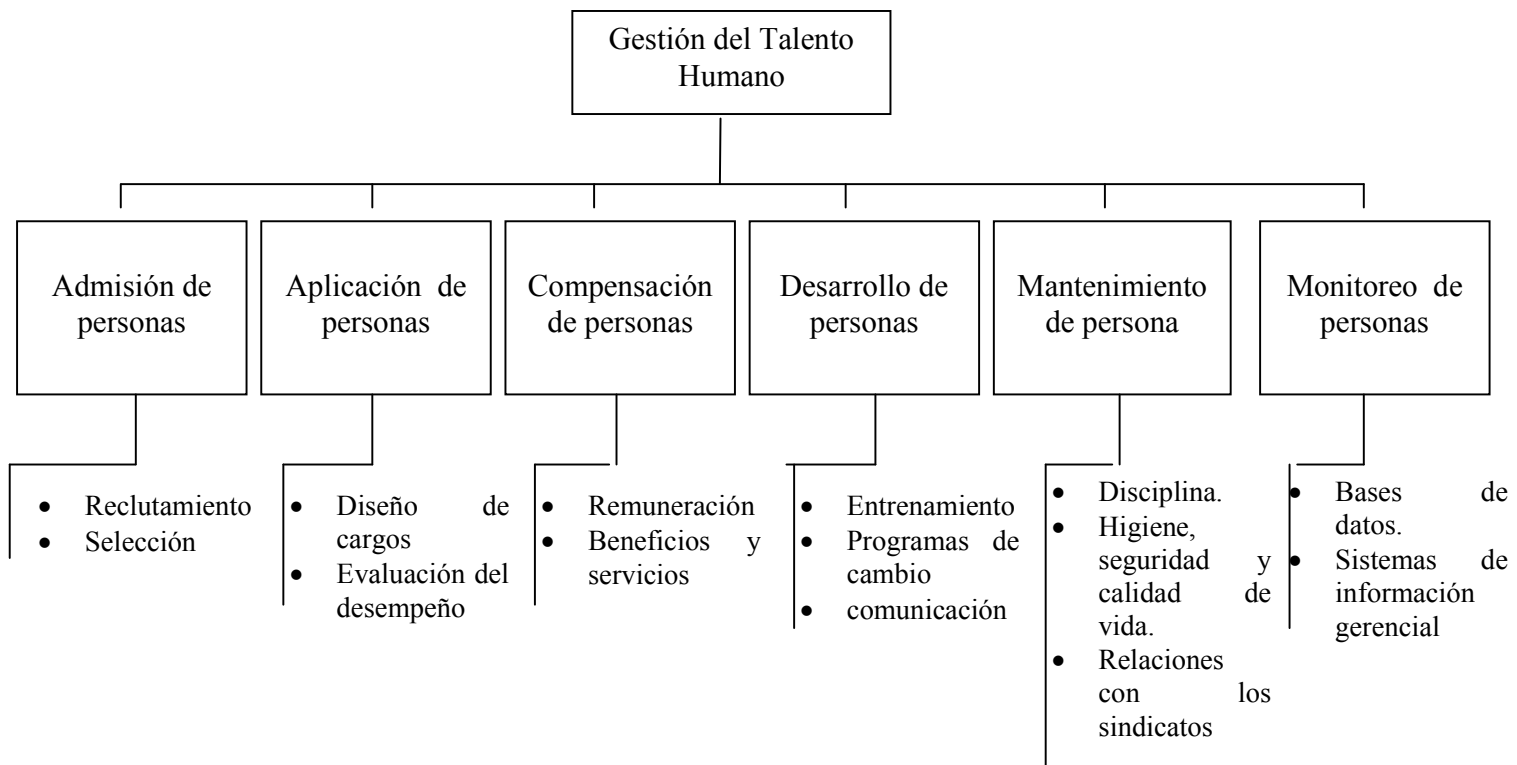 Gestión del Talento
Humano
Admisión de
personas
Aplicación de
personas
Compensación
de personas
Desarrollo de
personas
Mantenimiento
de persona
Monitoreo de
personas
• Reclutamiento
• Selección
• Diseño de
cargos
• Evaluación del
desempeño
• Remuneración
• Beneficios y
servicios
• Entrenamiento
• Programas de
cambio
• comunicación
• Disciplina.
• Higiene,
seguridad y
calidad de
vida.
• Relaciones
con los
sindicatos
• Bases de
datos.
• Sistemas de
información
gerencial